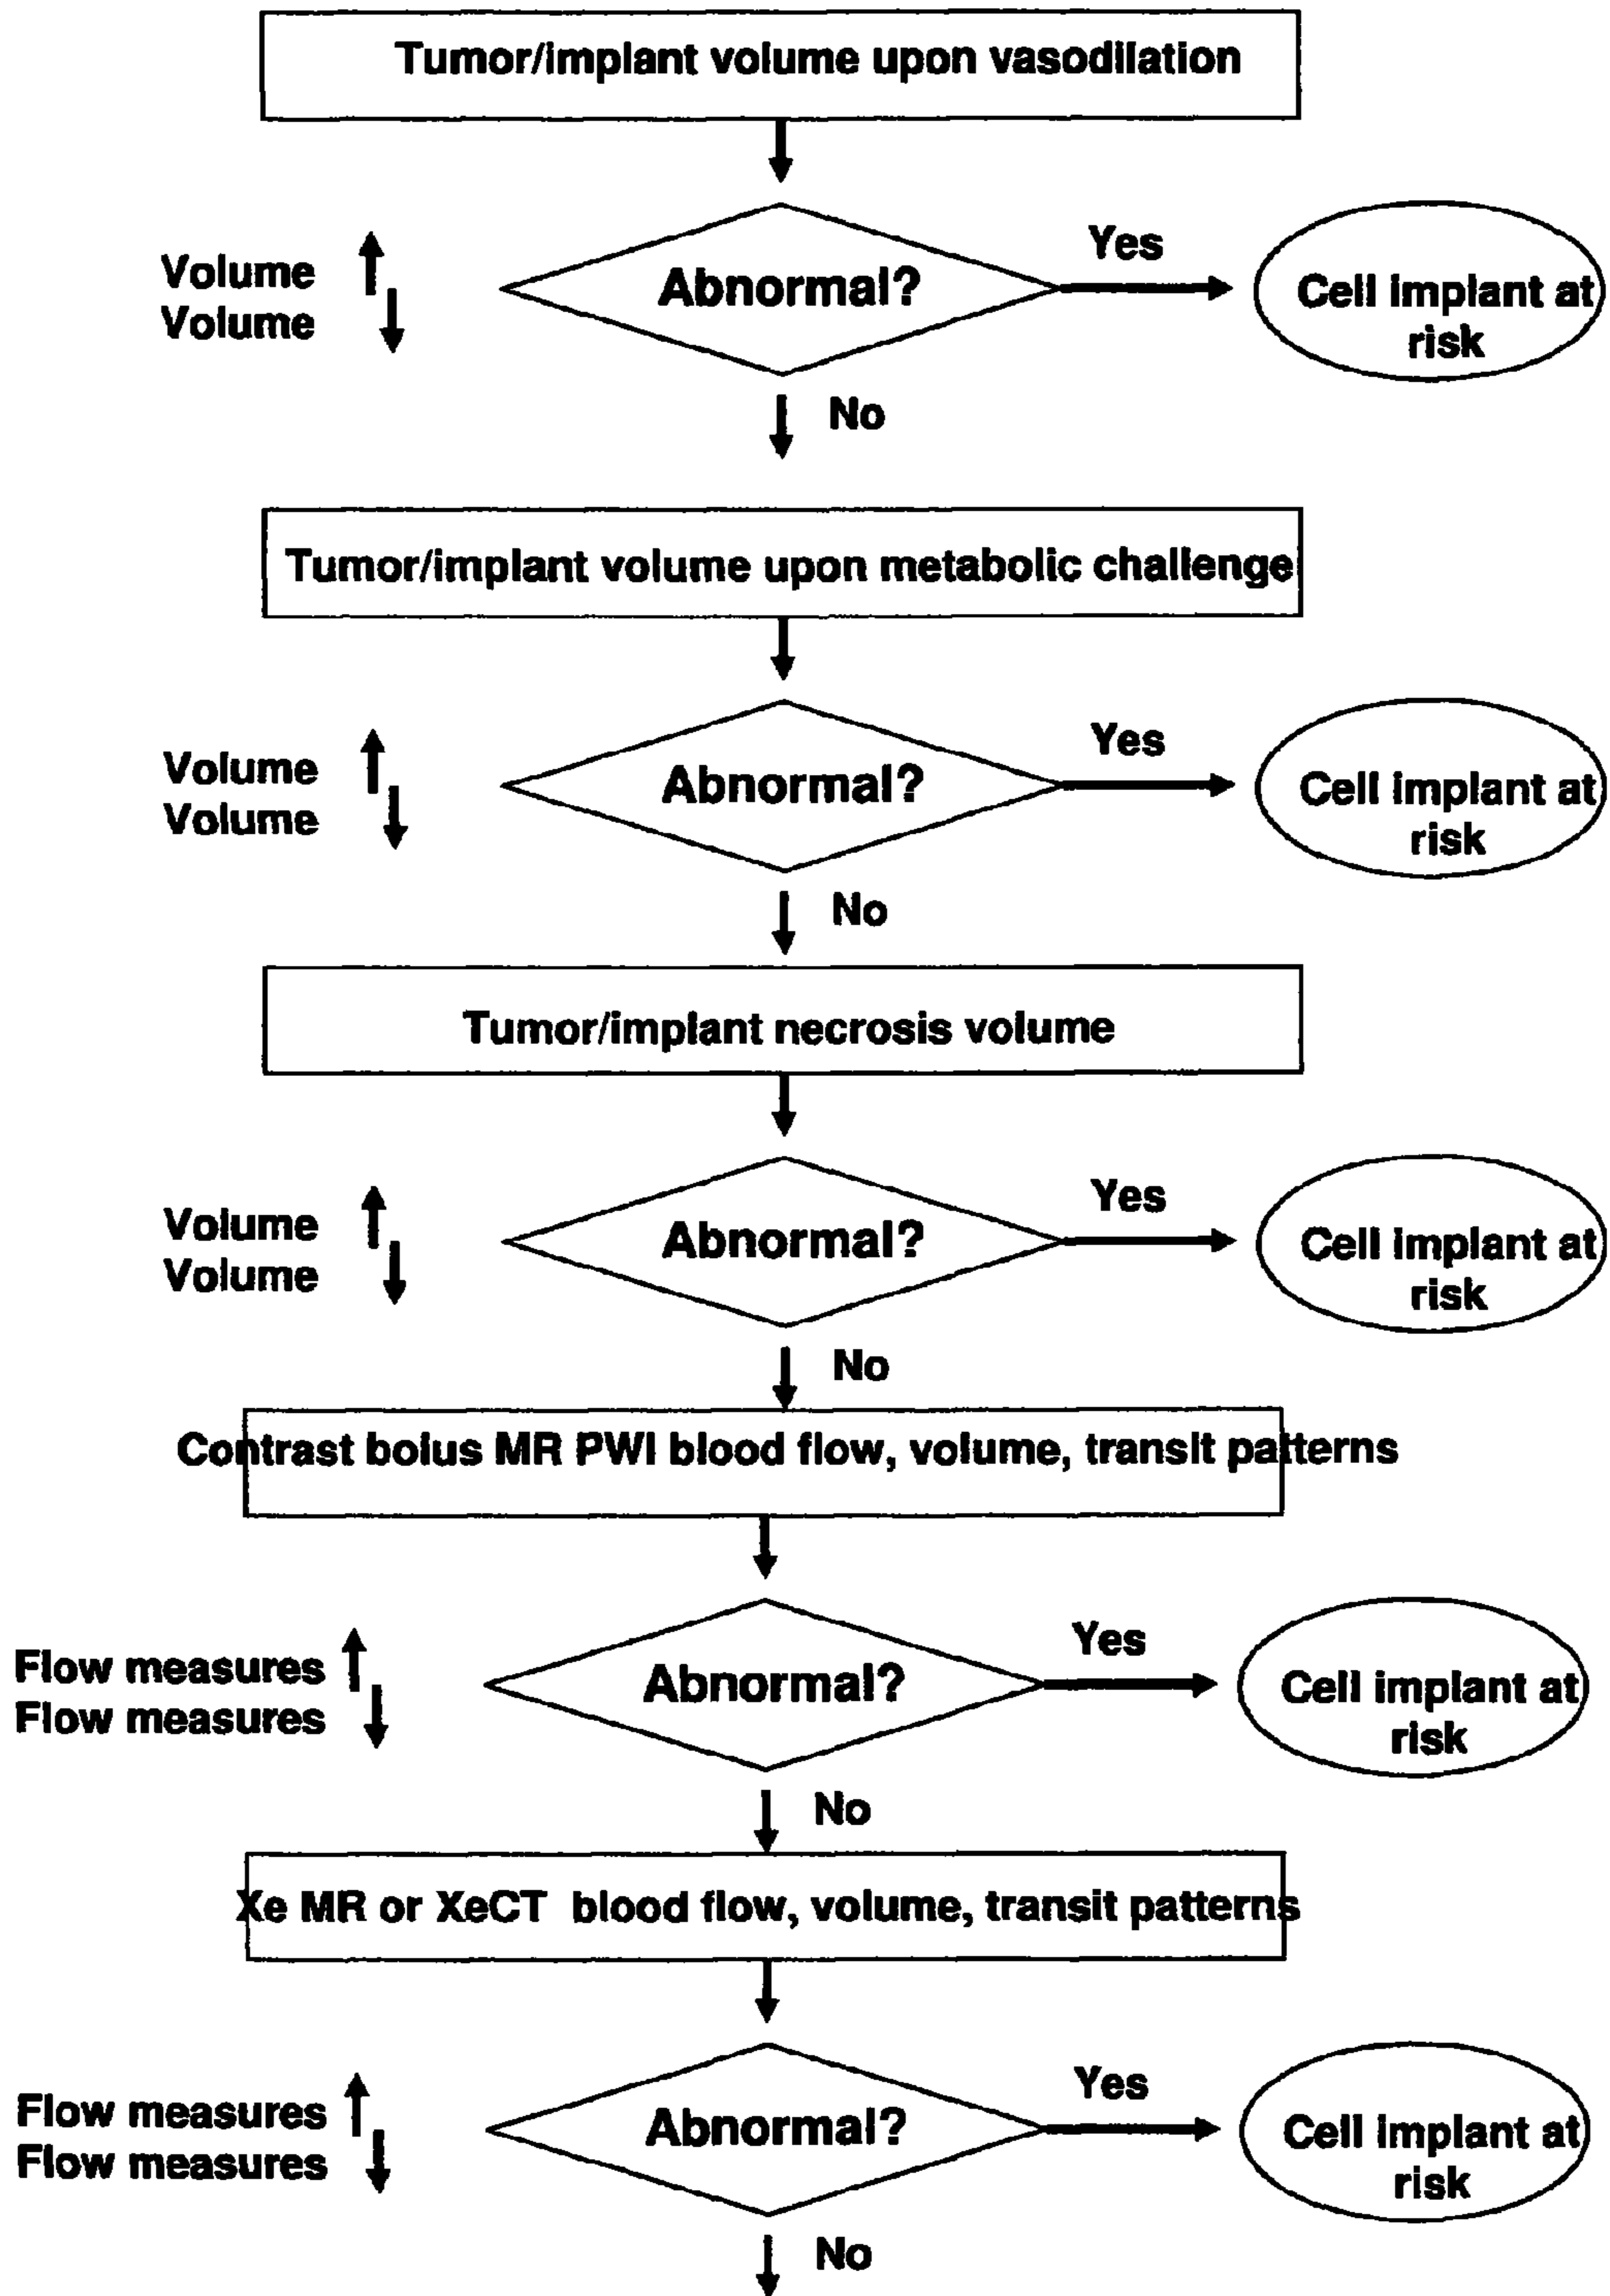 Tumor/implant volume upon vasodilation
Yes
Volume
Volume
Abnormal?
Cell implant at
risk
No
Tumor/implant volume upon metabolic challenge
Yes
Volume
Volume
Abnormal?
Cell implant at
risk
No
Tumor/implant necrosis volume
Yes
Volume
Volume
Abnormal?
Cell implant at
risk
No
Contrast bolus MR PWI blood flow, volume, transit patterns
Yes
Flow measures
Flow measures
Abnormal?
Cell implant at
risk
No
Xe MR or XeCT blood flow, volume, transit patterns
Yes
Flow measures
Flow measures
Abnormal?
Cell implant at
risk
No